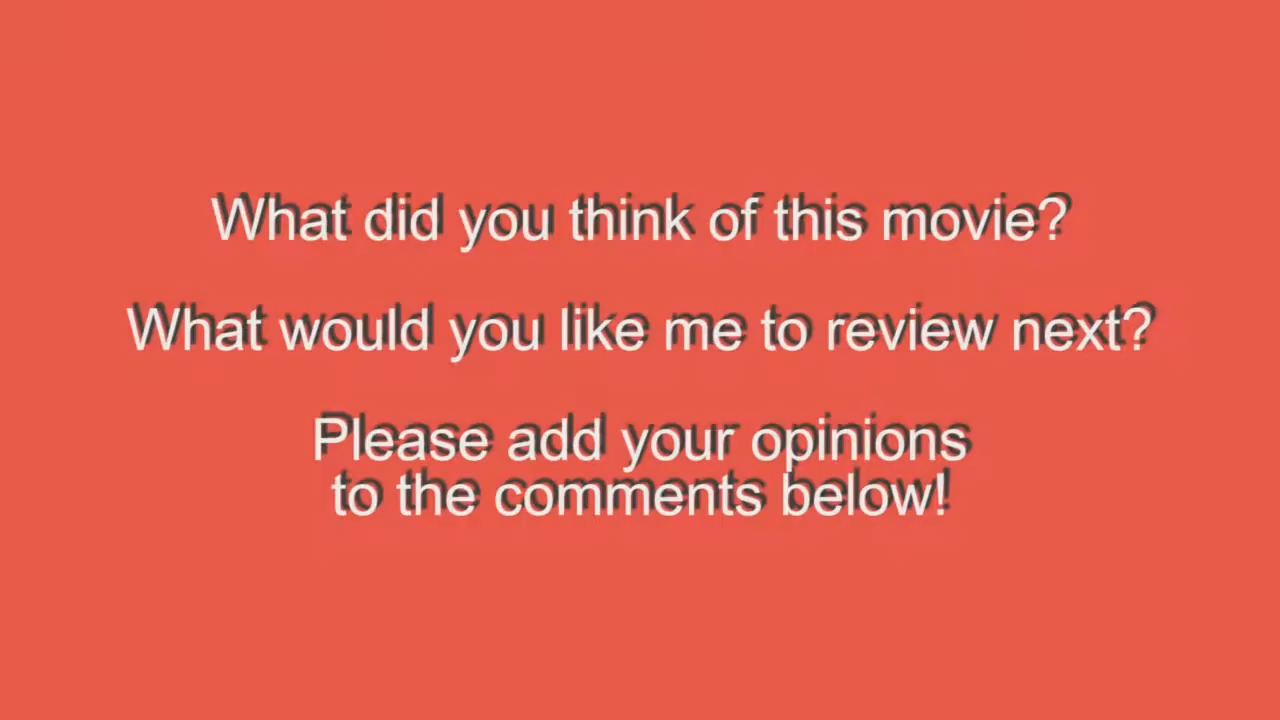 What did you think of this movie?
What would you like me to review next?
Please add your opinions
to the comments below!